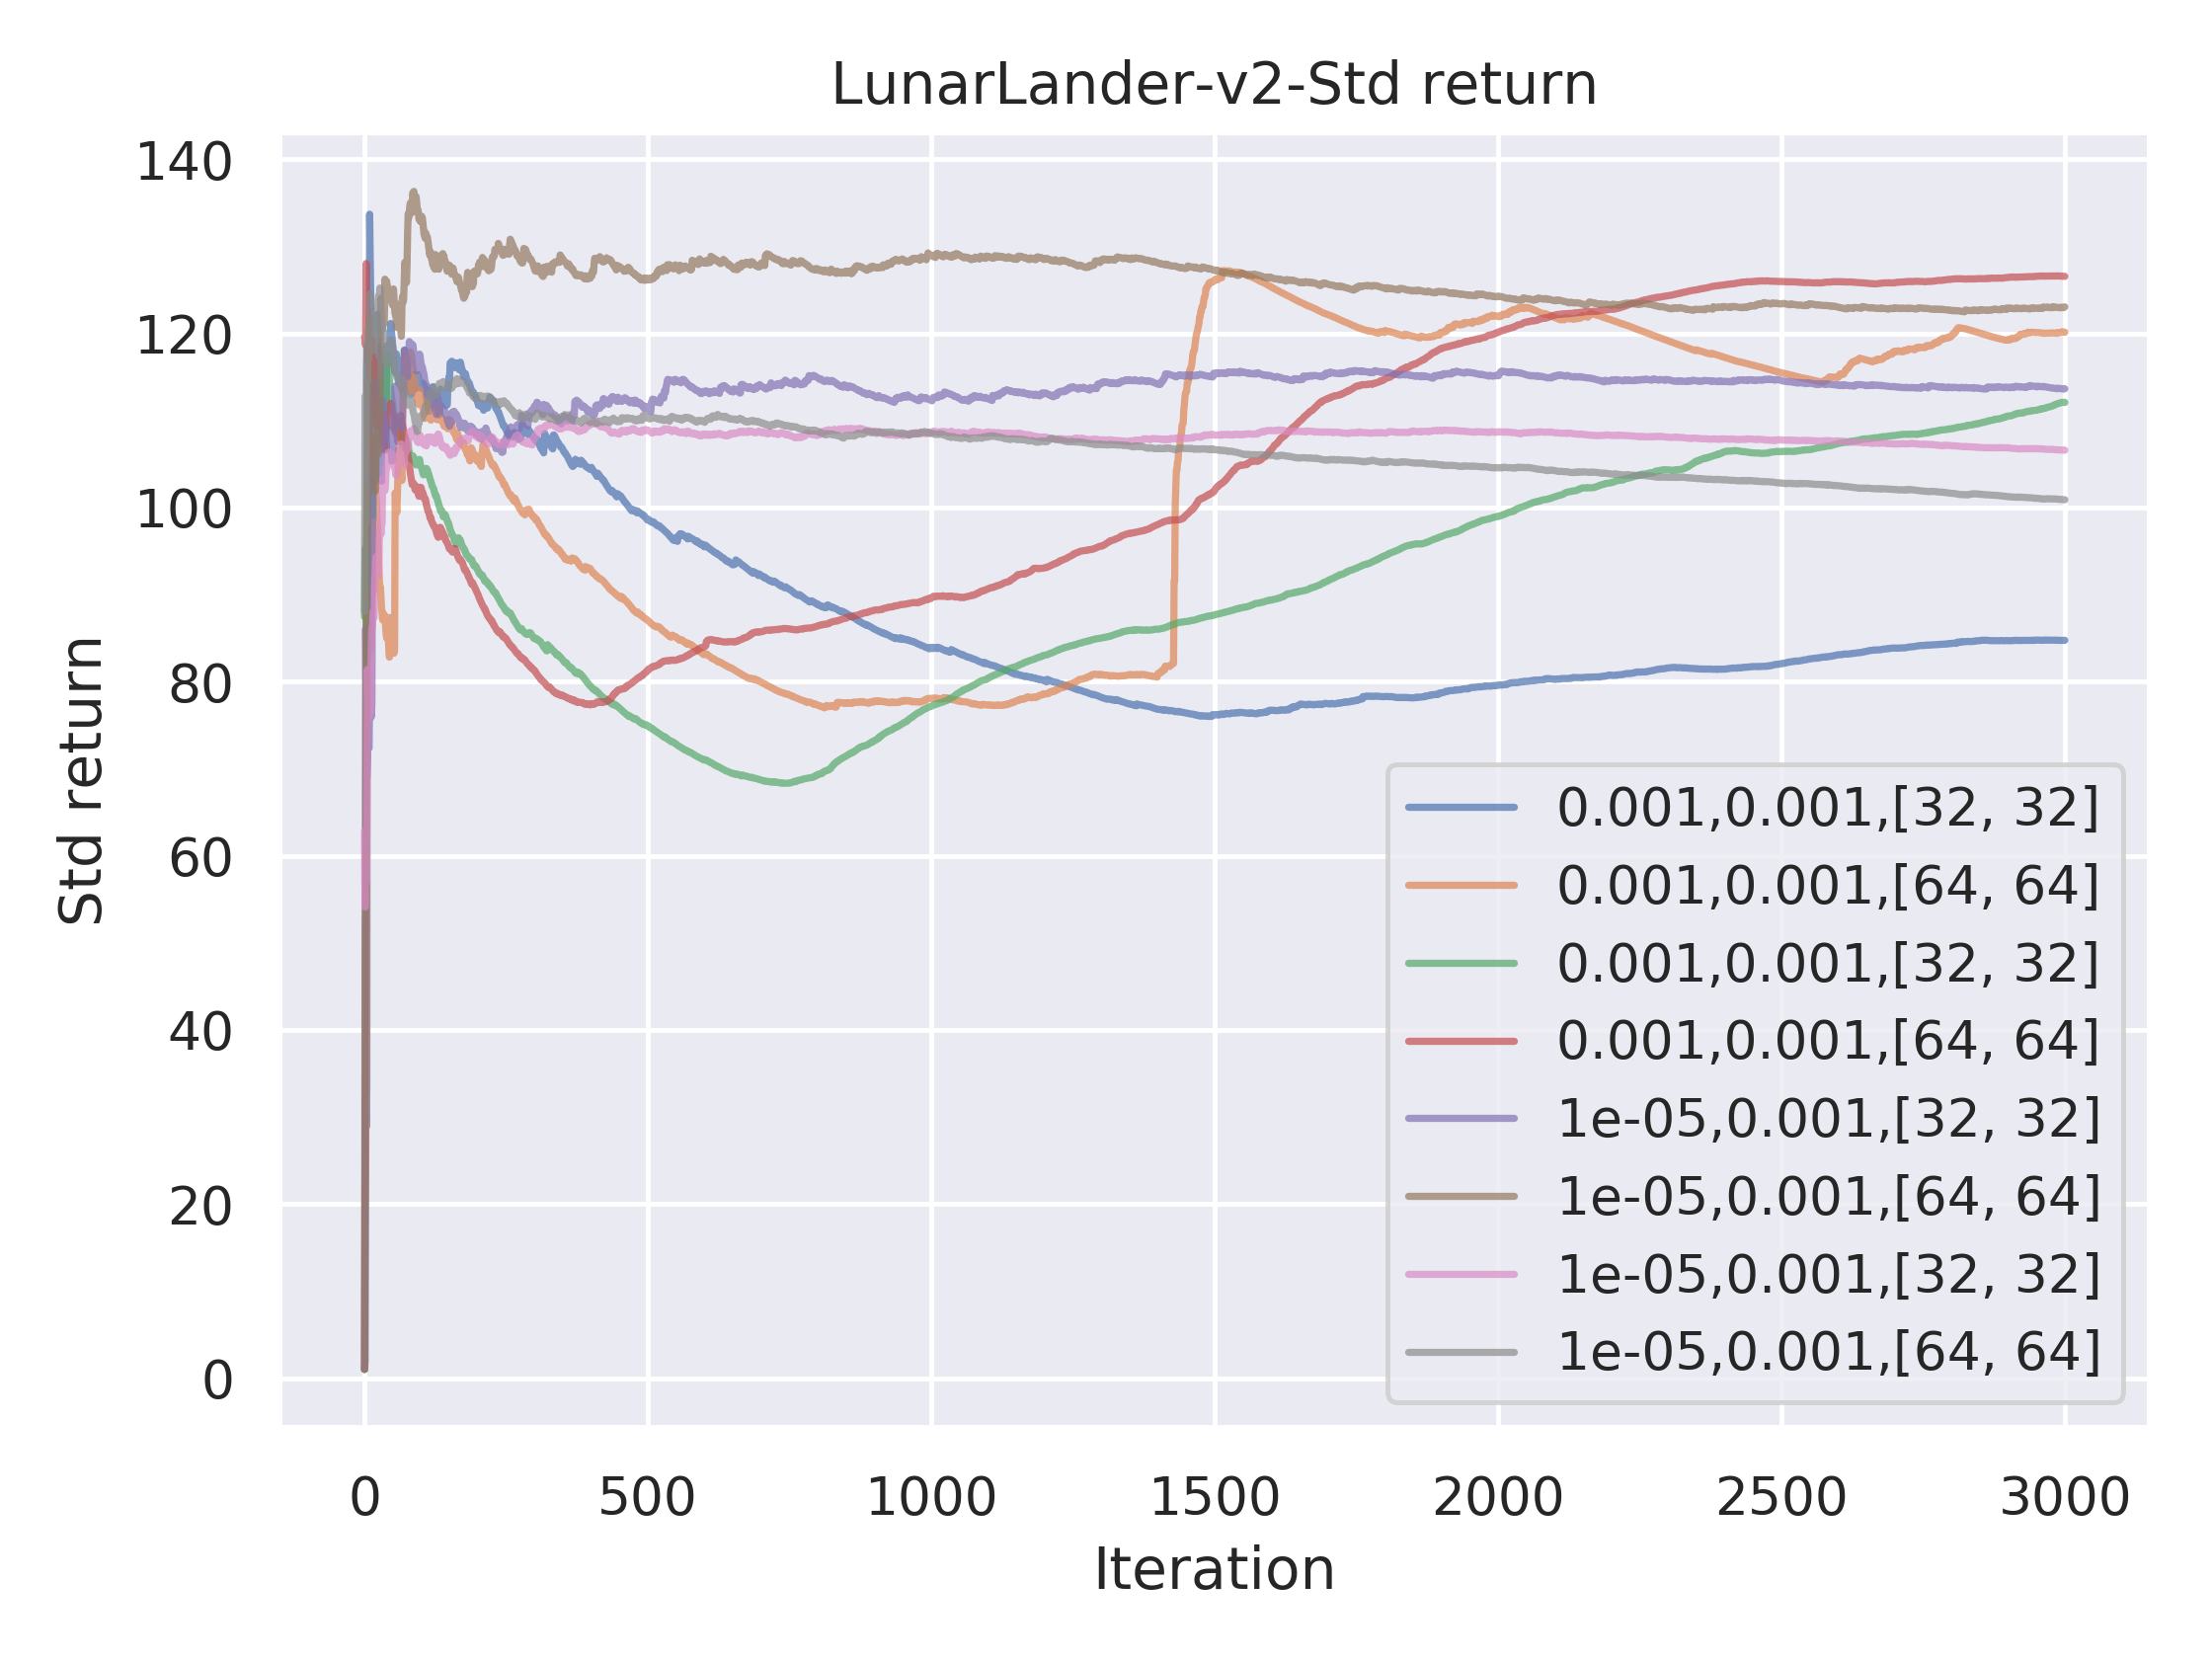 LunarLander-v2-Std return
140
120
100
80
60
40
20
0
Std return
0.001,0.001,[32, 32]
0.001,0.001,[64, 64]
0.001,0.001,[32, 32]
0.001,0.001,[64, 64]
1e-05,0.001,[32, 32]
1e-05,0.001,[64, 64]
1e-05,0.001,[32, 32]
1e-05,0.001,[64, 64]
0 500 1000 1500 2000 2500 3000
Iteration